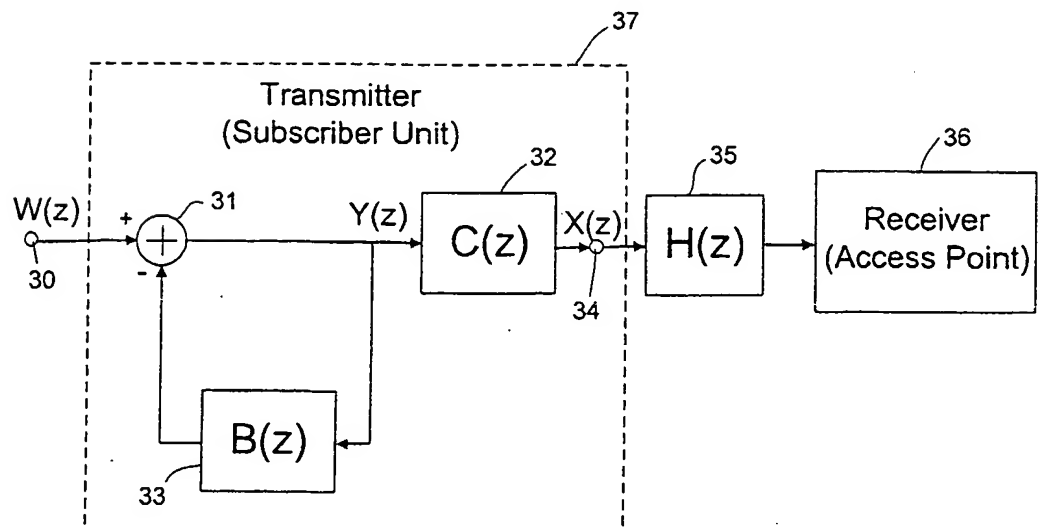 37
Transmitter
(Subscriber Unit)
32
35
36
W(z)
+
31
Y(z)
X(z)
Receiver
(Access Point)
C(z)
H(z)
30
-
34
B(z)
33